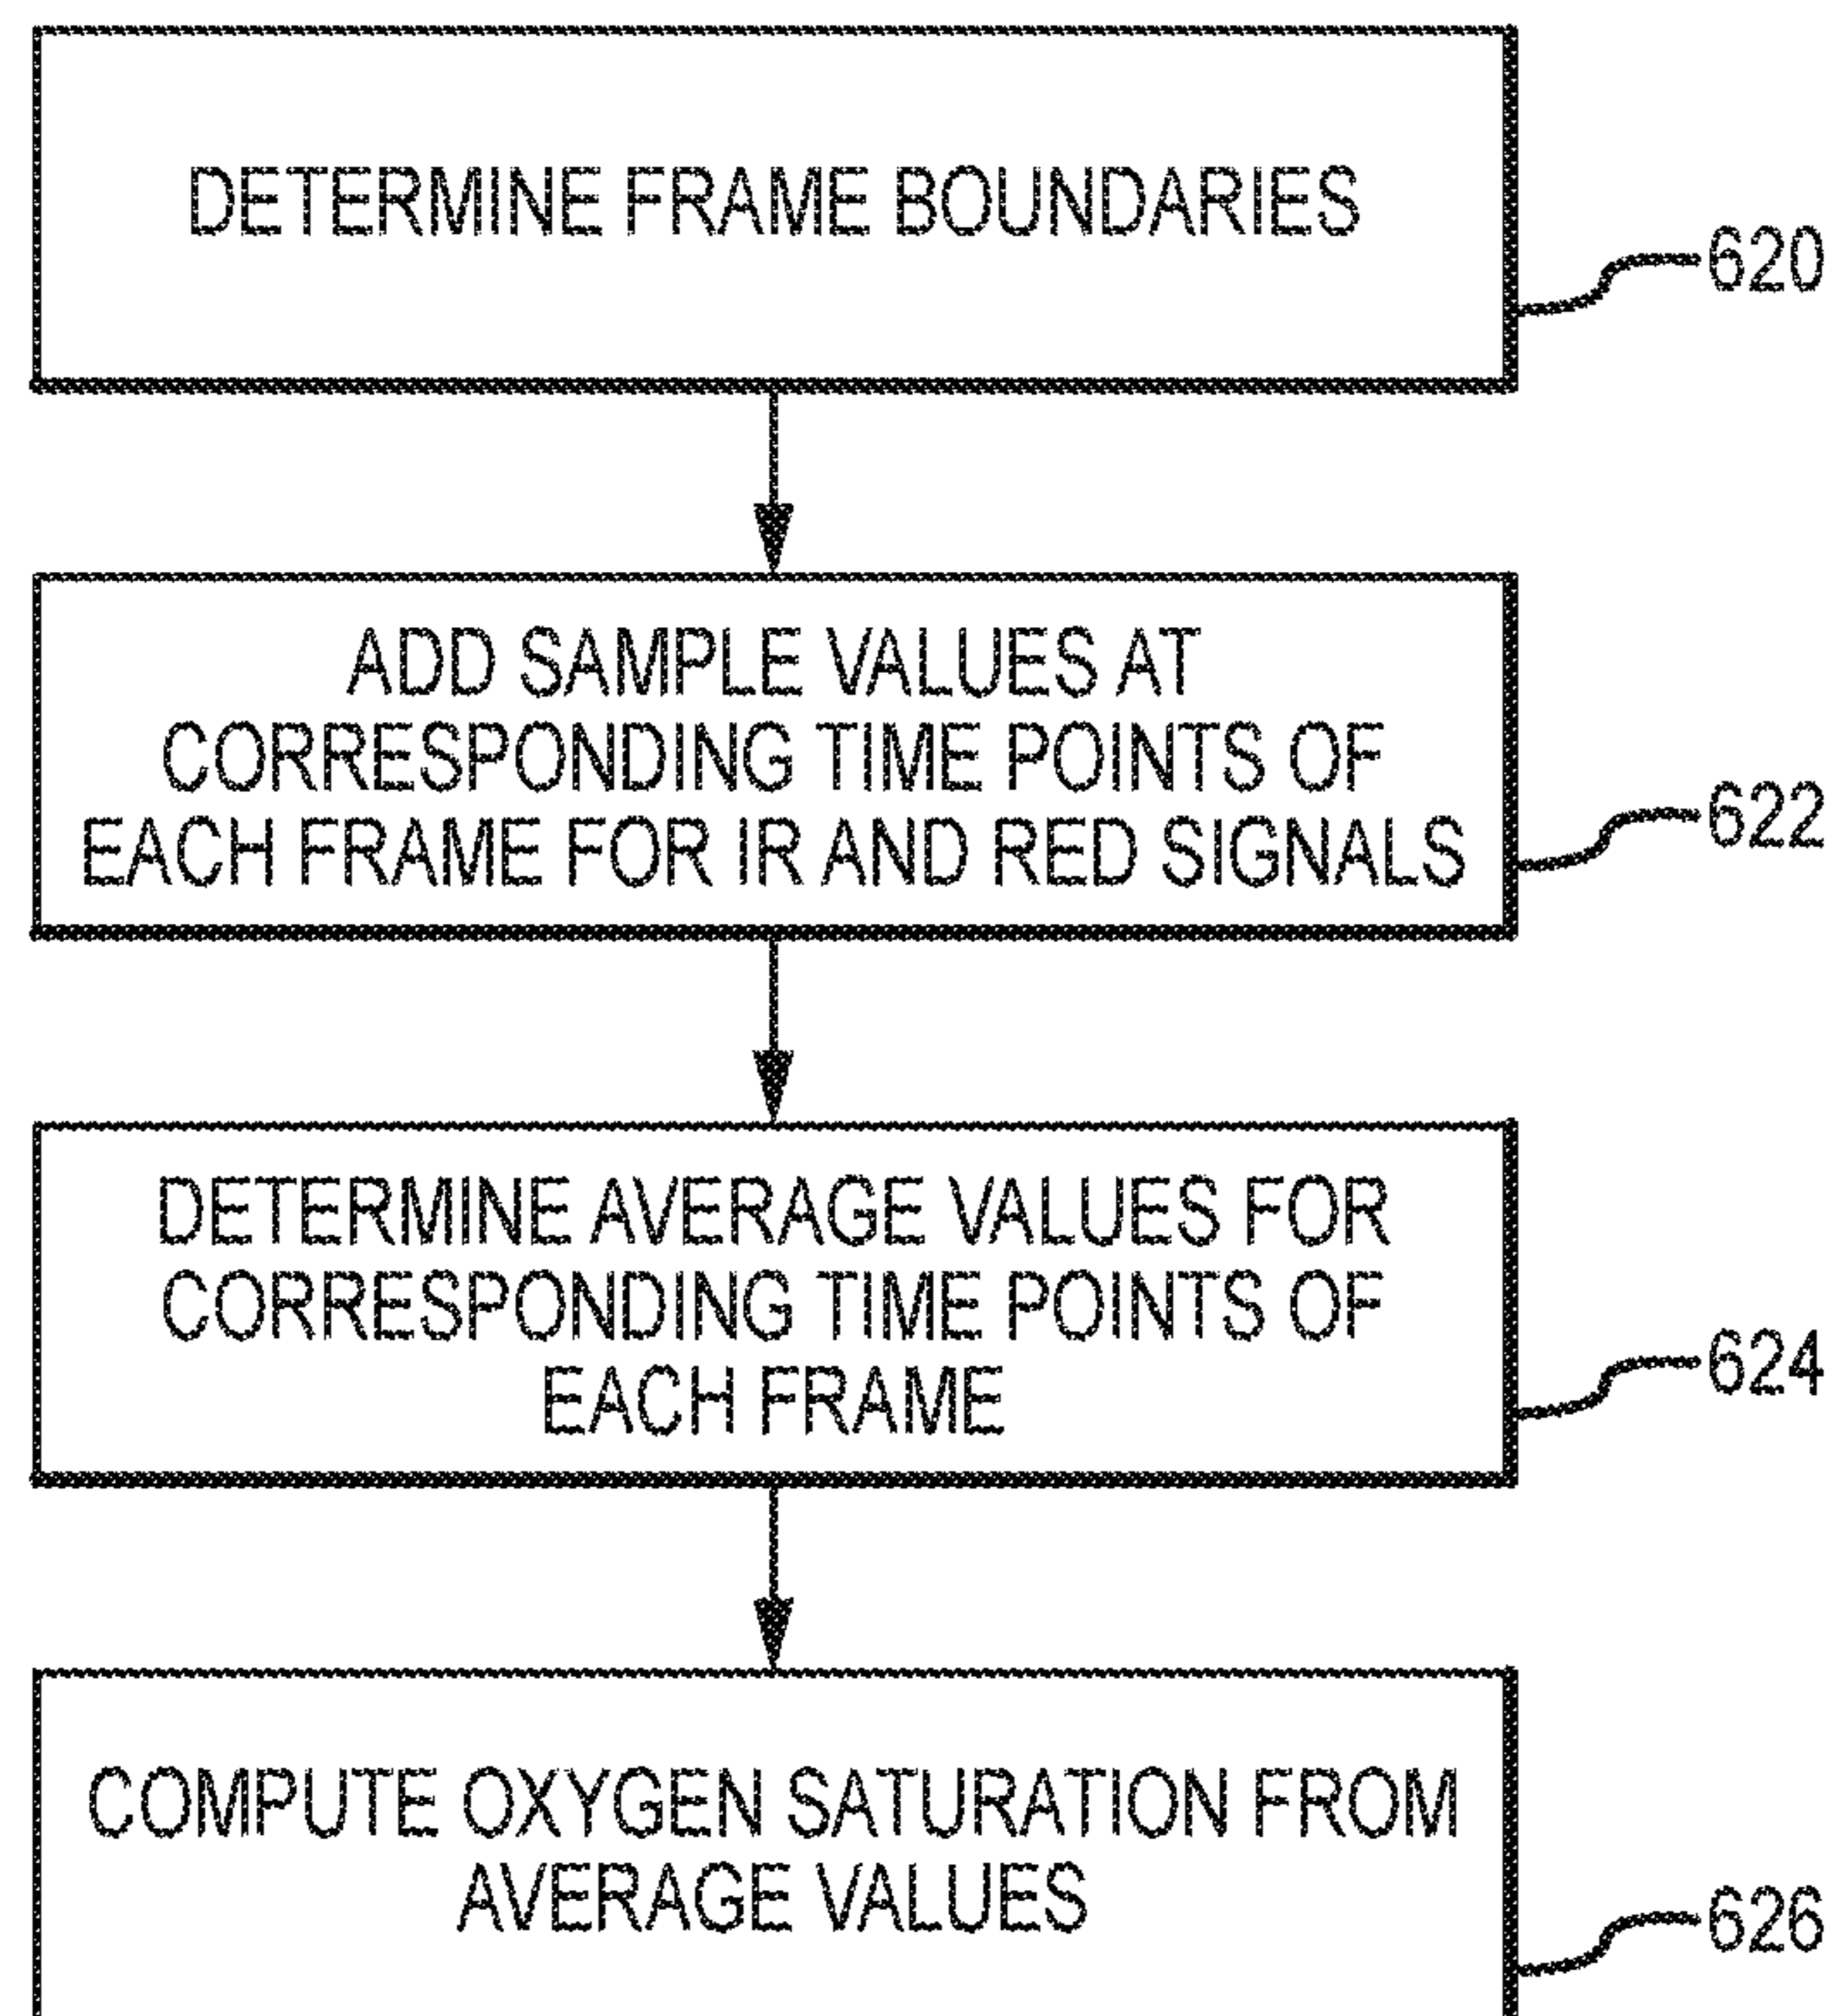 DETERMINE FRAME BOUNDARIES
620
ADD SAMPLE VALUES AT
CORRESPONDING TIME POINTS OF
EACH FRAME FOR IR AND RED SIGNALS
622
DETERMINE AVERAGE VALUES FOR
CORRESPONDING TIME POINTS OF
EACH FRAME
624
COMPUTE OXYGEN SATURATION FROM
AVERAGE VALUES
626